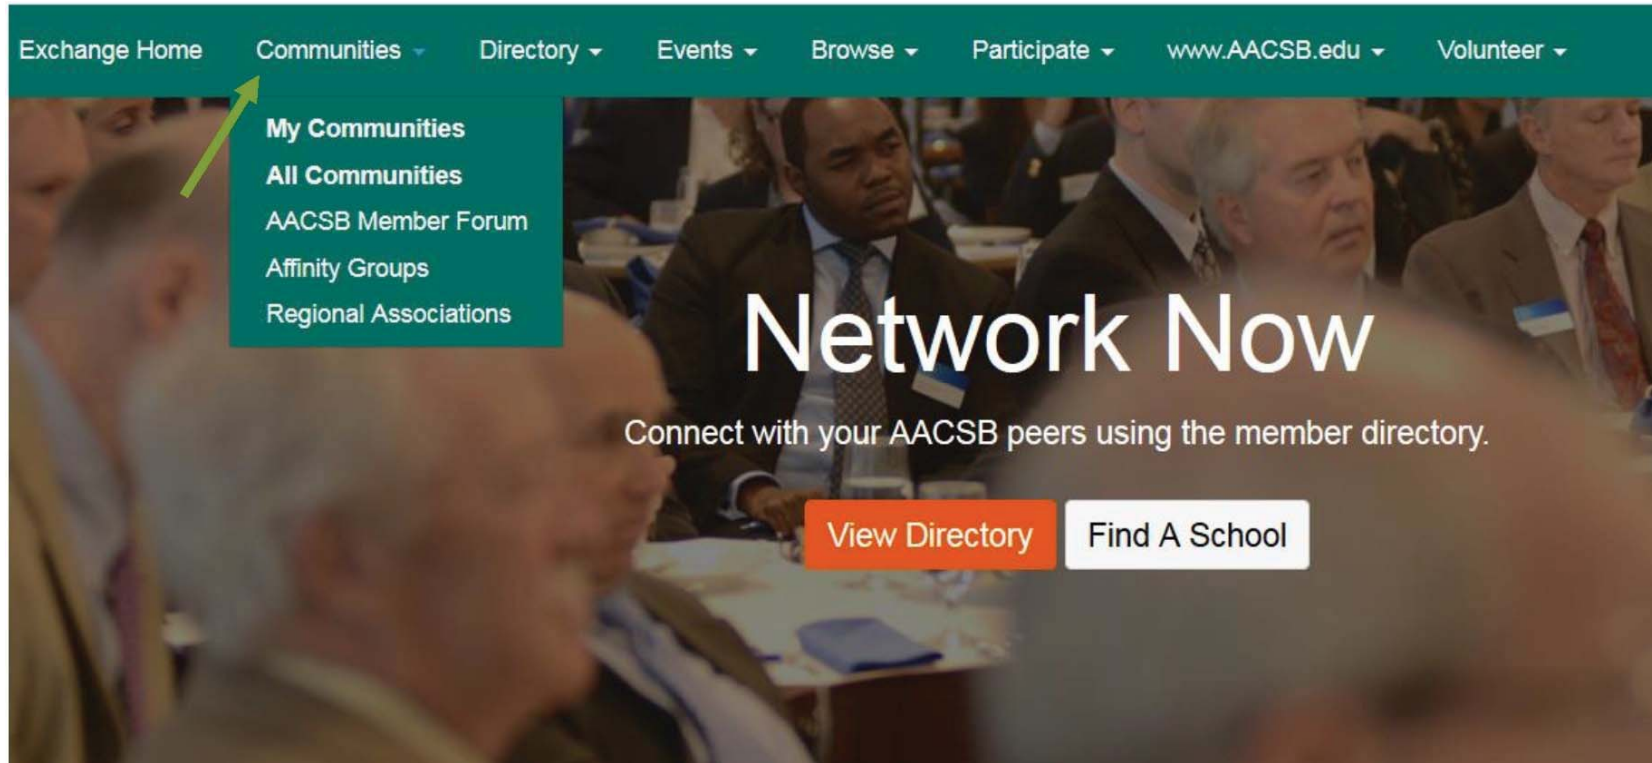 Exchange Home Communities Directory Events Browse Participate www.AACSB.edu Volunteer
My Communities
All Communities
AACSB Member Forum
Affinity Groups
Regional Associations
Network Now
Connect with your AACSB peers using the member directory.
View Directory Find A School